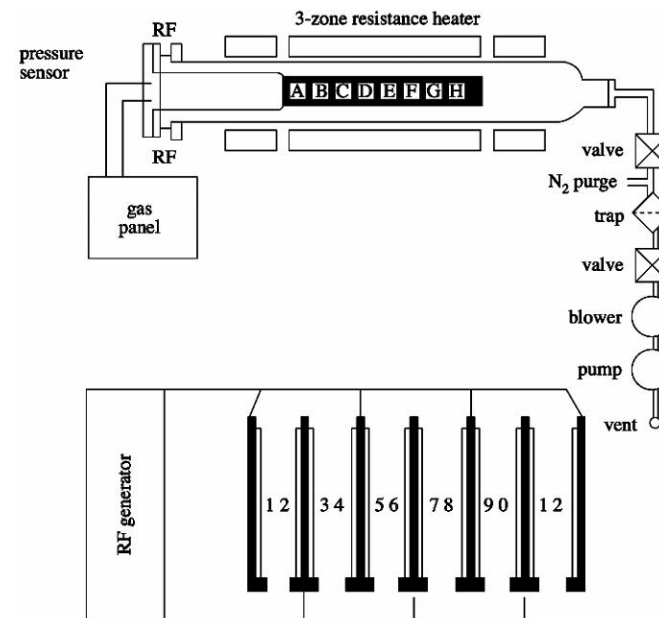 3-zone resistance heater
RF
pressure
sensor
A B C D E F G H
RF
valve
N₂ purge
gas
panel
trap
valve
blower
pump
vent
RF generator
1 2 3 4 5 6 7 8 9 0 1 2